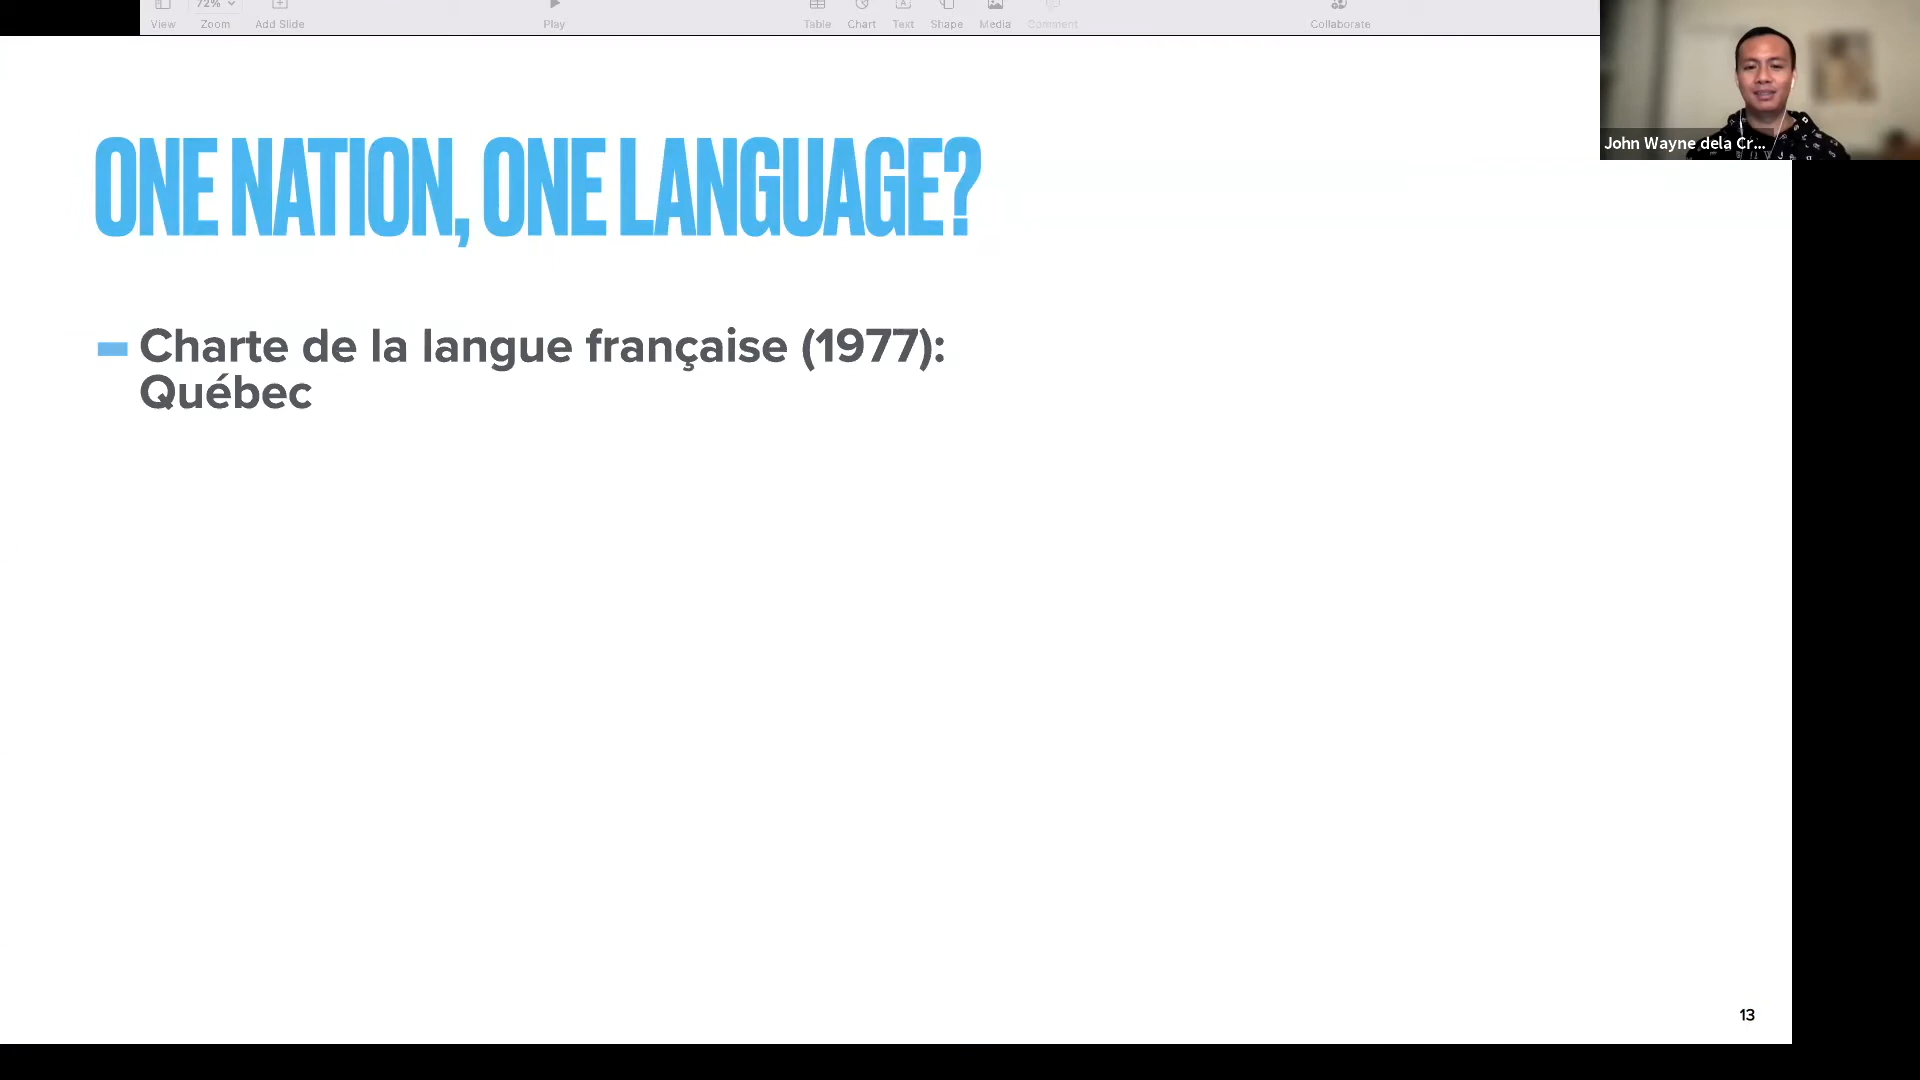 72%
View Zoom Add Slide Play Table Chart Text Shape Media Comment Collaborate
John Wayne dela Cr...
ONE NATION, ONE LANGUAGE?
Charte de la langue française (1977):
Québec
13